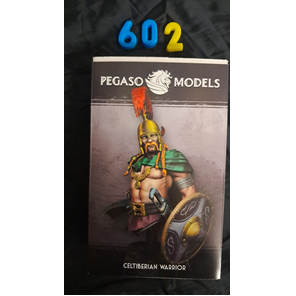 602
PEGASO MODELS
CELTIBERIAN WARRIOR